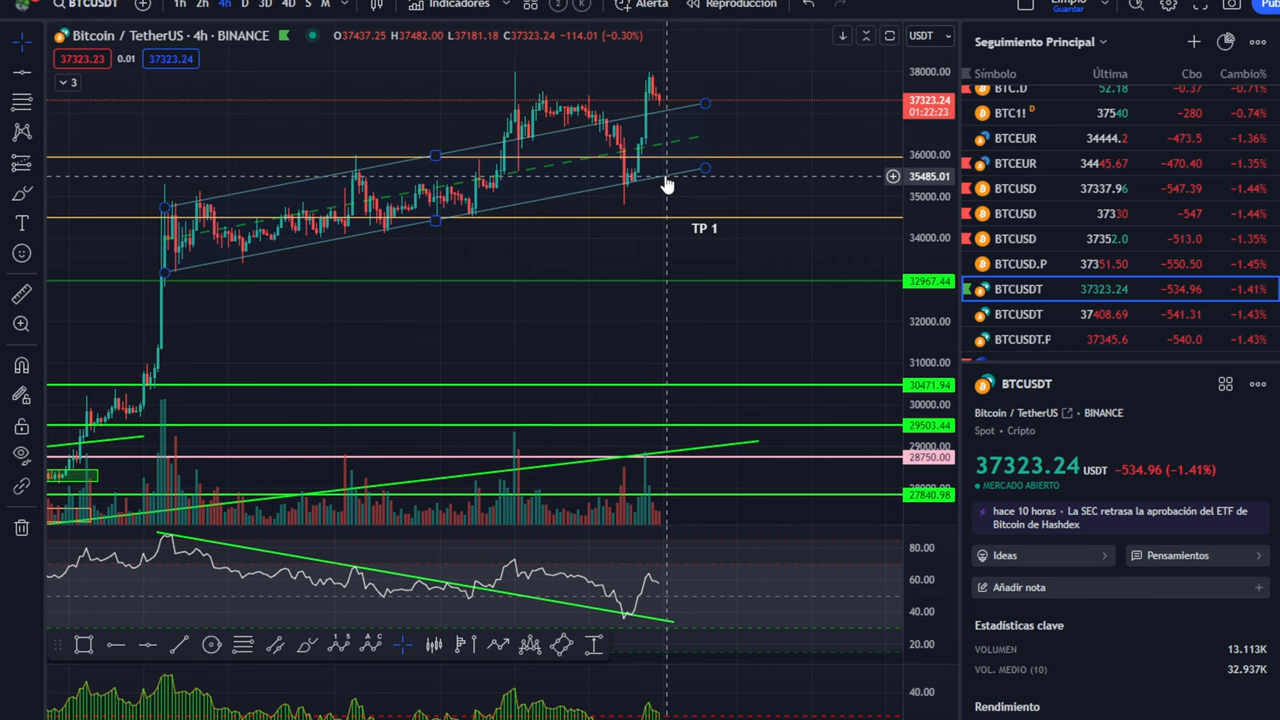 BTCUSDT
1h 2h 4h D 3D 4D S M
Indicadores
Alerta
Reproducción
Limpio
Guardar
Bitcoin / TetherUS · 4h · BINANCE
O37437.25 H37482.00 L37181.18 C37323.24 −114.01 (−0.30%)
USDT
37323.23
0.01
37323.24
3
38000.00
37323.24
01:22:23
36000.00
35485.01
35000.00
TP 1
34000.00
32967.44
32000.00
31000.00
30471.94
30000.00
29503.44
29000.00
28750.00
27840.98
80.00
60.00
40.00
20.00
40.00
Seguimiento Principal
Símbolo Última Cbo Cambio%
BTC.D 52.18 −0.37 −0.71%
BTC1! D 37540 −280 −0.74%
BTCEUR 34444.2 −473.5 −1.36%
BTCEUR 34445.67 −470.40 −1.35%
BTCUSD 37337.96 −547.39 −1.44%
BTCUSD 37330 −547 −1.44%
BTCUSD 37352.0 −513.0 −1.35%
BTCUSD.P 37351.50 −550.50 −1.45%
BTCUSDT 37323.24 −534.96 −1.41%
BTCUSDT 37408.69 −541.31 −1.43%
BTCUSDT.P 37345.6 −540.0 −1.43%
BTCUSDT
Bitcoin / TetherUS · BINANCE
Spot · Cripto
37323.24 USDT −534.96 (−1.41%)
MERCADO ABIERTO
hace 10 horas · La SEC retrasa la aprobación del ETF de
Bitcoin de Hashdex
Ideas
Pensamientos
Añadir nota
Estadísticas clave
VOLUMEN 13.113K
VOL. MEDIO (10) 32.937K
Rendimiento